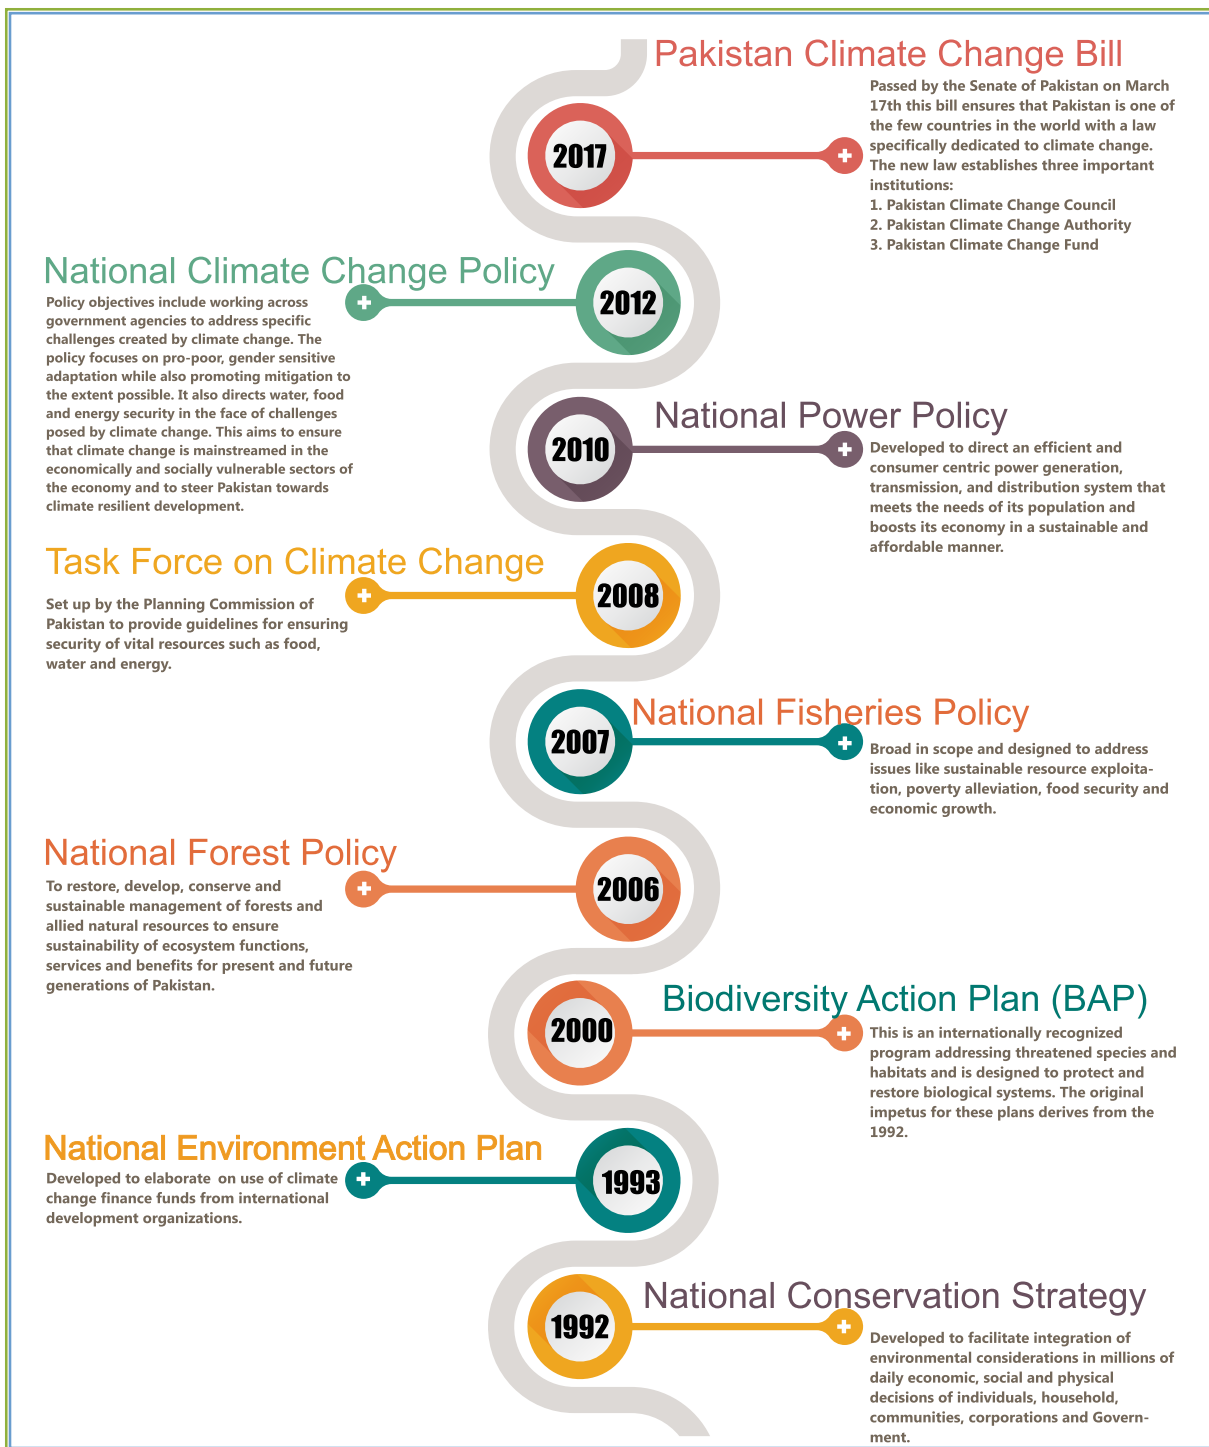 Pakistan Climate Change Bill
Passed by the Senate of Pakistan on March
17th this bill ensures that Pakistan is one of
the few countries in the world with a law
specifically dedicated to climate change.
The new law establishes three important
institutions:
1. Pakistan Climate Change Council
2. Pakistan Climate Change Authority
3. Pakistan Climate Change Fund
2017
National Climate Change Policy
2012
Policy objectives include working across
government agencies to address specific
challenges created by climate change. The
policy focuses on pro-poor, gender sensitive
adaptation while also promoting mitigation to
the extent possible. It also directs water, food
and energy security in the face of challenges
posed by climate change. This aims to ensure
that climate change is mainstreamed in the
economically and socially vulnerable sectors of
the economy and to steer Pakistan towards
climate resilient development.
National Power Policy
2010
Developed to direct an efficient and
consumer centric power generation,
transmission, and distribution system that
meets the needs of its population and
boosts its economy in a sustainable and
affordable manner.
Task Force on Climate Change
2008
Set up by the Planning Commission of
Pakistan to provide guidelines for ensuring
security of vital resources such as food,
water and energy.
National Fisheries Policy
2007
Broad in scope and designed to address
issues like sustainable resource exploita-
tion, poverty alleviation, food security and
economic growth.
National Forest Policy
2006
To restore, develop, conserve and
sustainable management of forests and
allied natural resources to ensure
sustainability of ecosystem functions,
services and benefits for present and future
generations of Pakistan.
Biodiversity Action Plan (BAP)
2000
This is an internationally recognized
program addressing threatened species and
habitats and is designed to protect and
restore biological systems. The original
impetus for these plans derives from the
1992.
National Environment Action Plan
1993
Developed to elaborate  on use of climate
change finance funds from international
development organizations.
National Conservation Strategy
1992
Developed to facilitate integration of
environmental considerations in millions of
daily economic, social and physical
decisions of individuals, household,
communities, corporations and Govern-
ment.